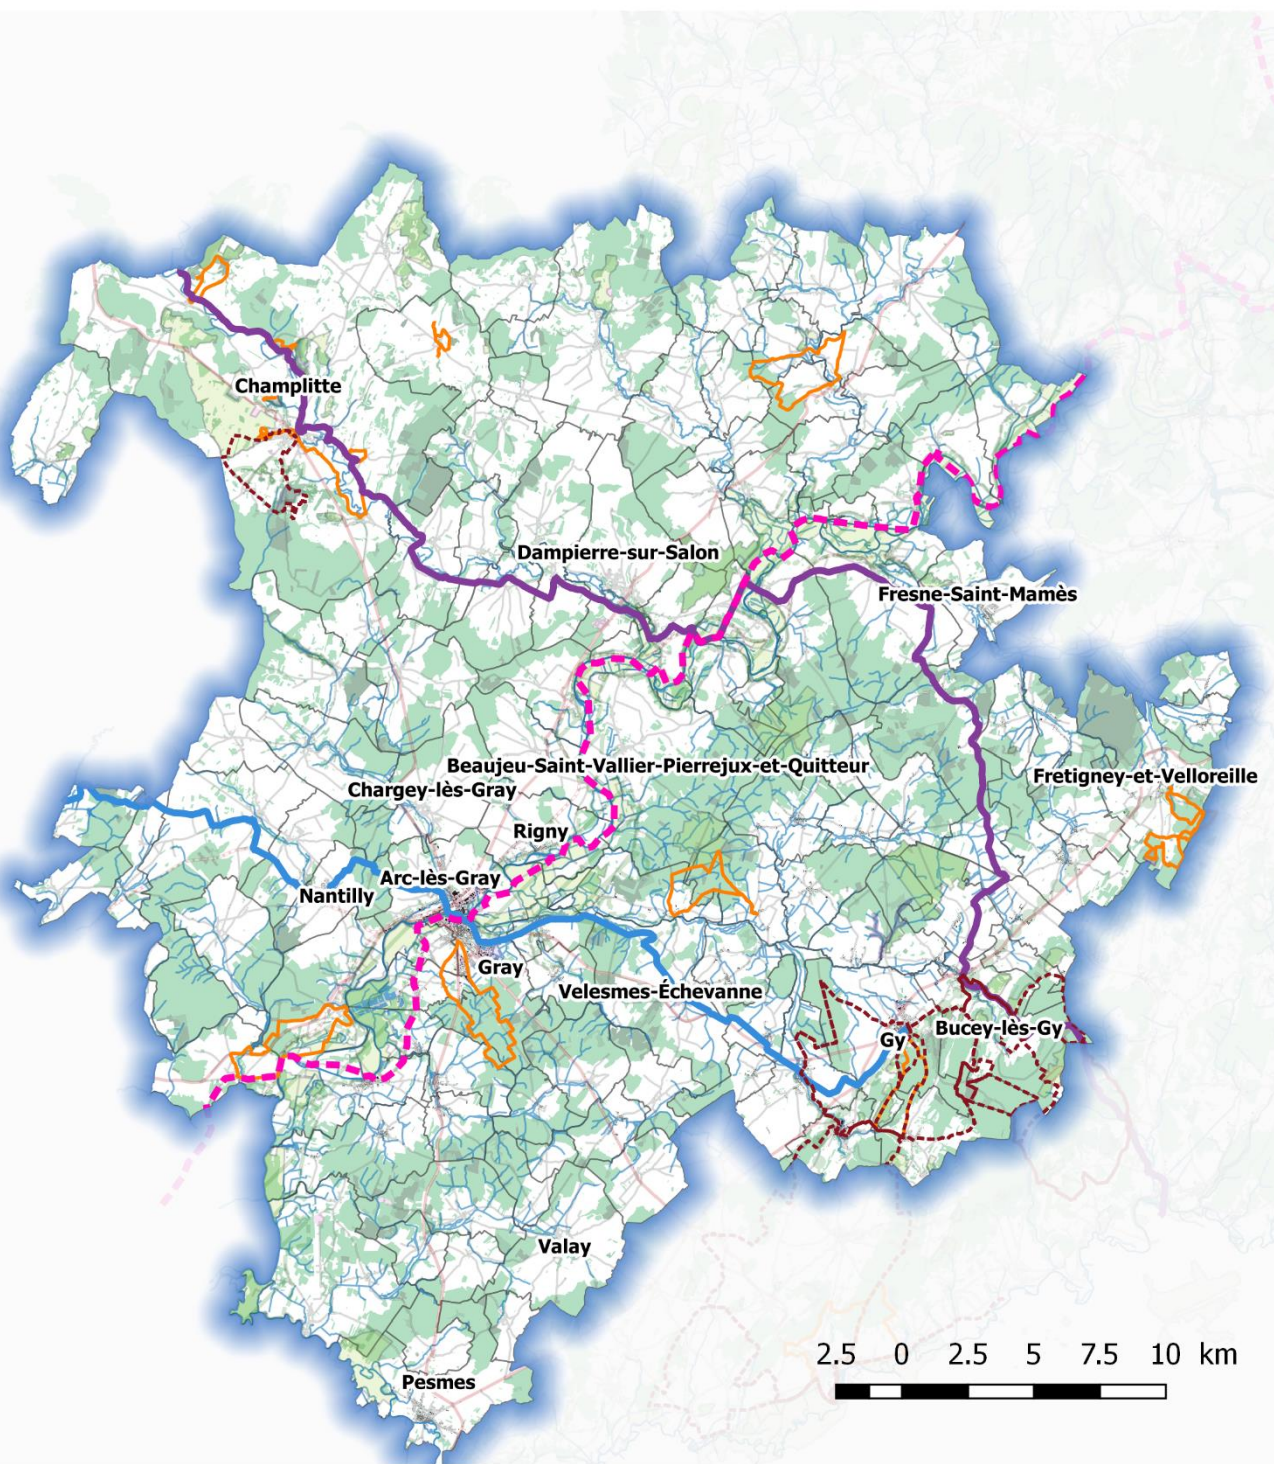 Champlitte
Dampierre-sur-Salon
Fresne-Saint-Mamès
Beaujeu-Saint-Vallier-Pierrejux-et-Quitteur
Fretigney-et-Velloreille
Chargey-lès-Gray
Rigny
Arc-lès-Gray
Nantilly
Gray
Velesmes-Échevanne
Bucey-lès-Gy
Gy
Valay
2.5 0 2.5 5 7.5 10 km
Pesmes